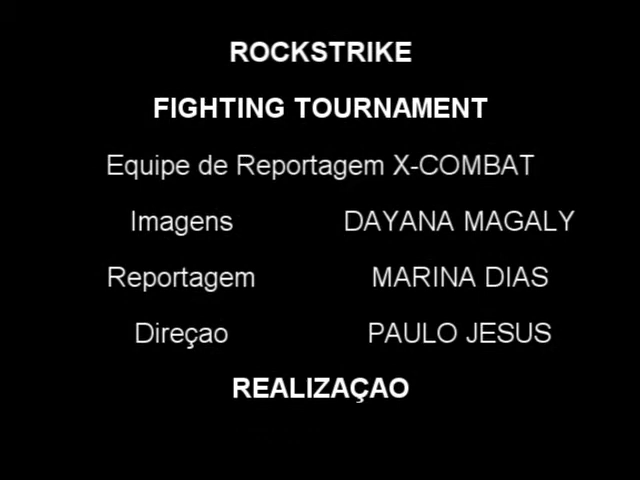 ROCKSTRIKE
FIGHTING TOURNAMENT
Equipe de Reportagem X-COMBAT
Imagens DAYANA MAGALY
Reportagem MARINA DIAS
Direçao PAULO JESUS
REALIZAÇAO